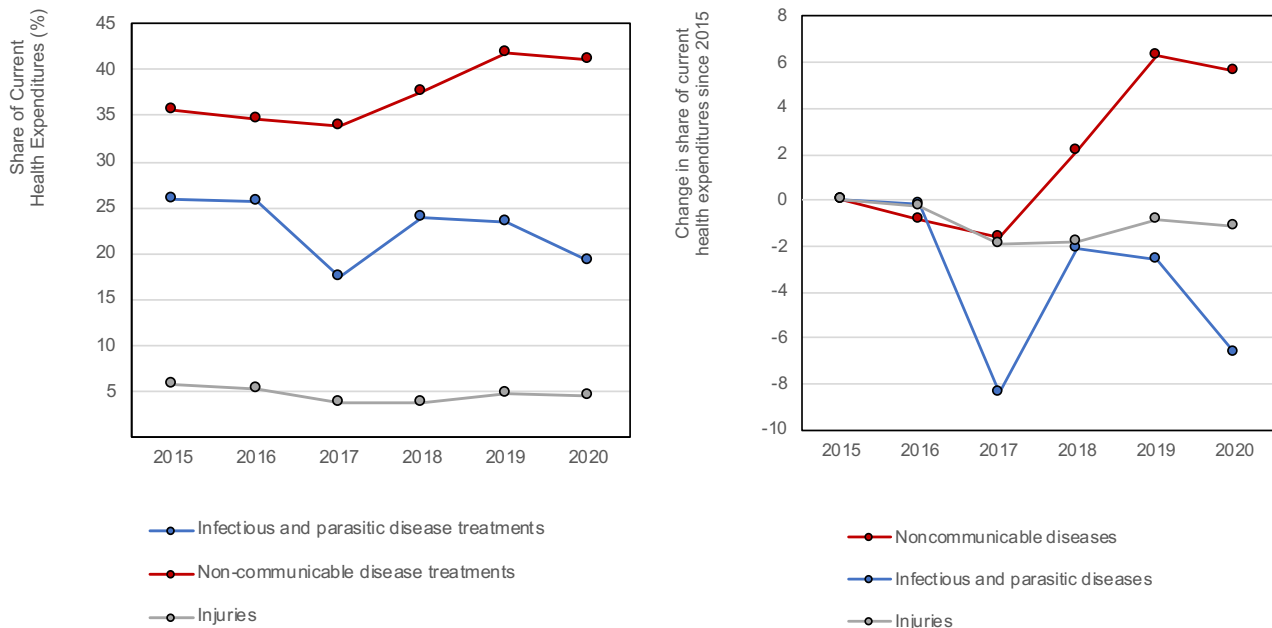 Share of Current
Health Expenditures (%)
45
40
35
30
25
20
15
10
5
2015 2016 2017 2018 2019 2020
Infectious and parasitic disease treatments
Non-communicable disease treatments
Injuries
Change in share of current
health expenditures since 2015
8
6
4
2
0
-2
-4
-6
-8
-10
2015 2016 2017 2018 2019 2020
Noncommunicable diseases
Infectious and parasitic diseases
Injuries